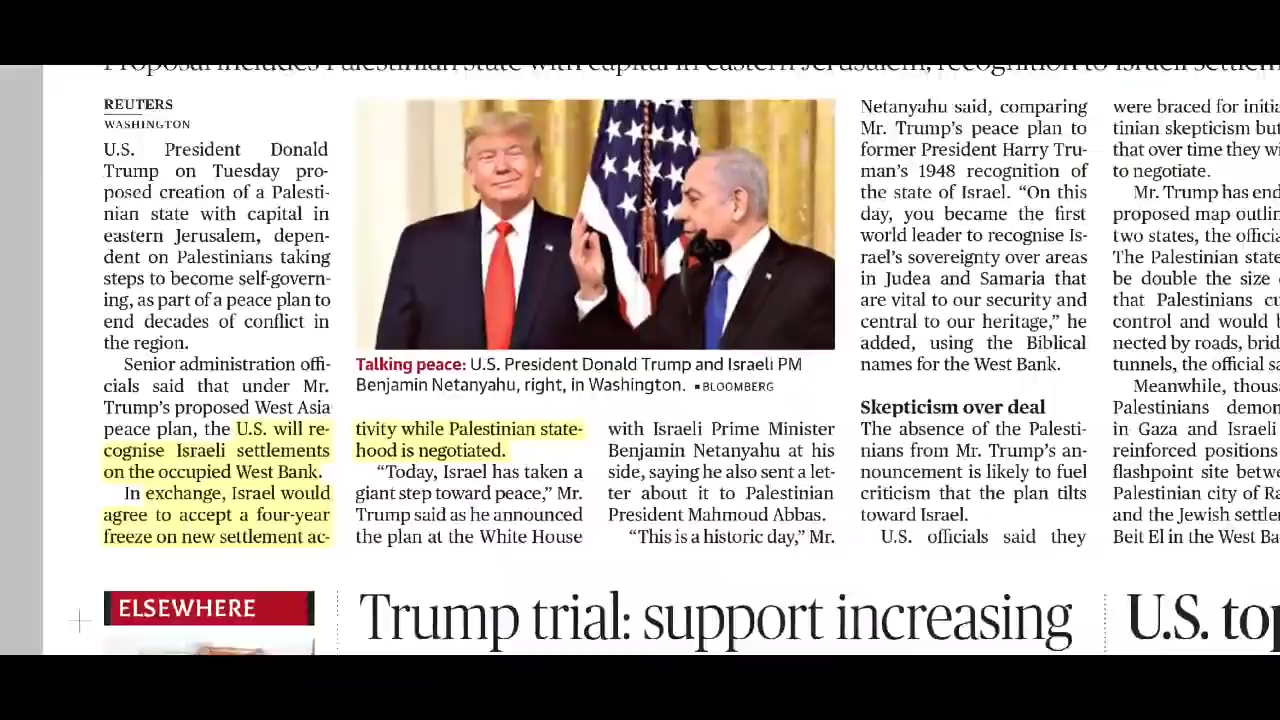 Proposal includes Palestinian state with capital in eastern Jerusalem, recognition to Israeli
REUTERS
WASHINGTON
U.S. President Donald
Trump on Tuesday pro-
posed creation of a Palesti-
nian state with capital in
eastern Jerusalem, depen-
dent on Palestinians taking
steps to become self-govern-
ing, as part of a peace plan to
end decades of conflict in
the region.
Senior administration offi-
cials said that under Mr.
Trump's proposed West Asia
peace plan, the U.S. will re-
cognise Israeli settlements
on the occupied West Bank.
In exchange, Israel would
agree to accept a four-year
freeze on new settlement ac-
Talking peace: U.S. President Donald Trump and Israeli PM
Benjamin Netanyahu, right, in Washington. ▪BLOOMBERG
tivity while Palestinian state-
hood is negotiated.
"Today, Israel has taken a
giant step toward peace," Mr.
Trump said as he announced
the plan at the White House
with Israeli Prime Minister
Benjamin Netanyahu at his
side, saying he also sent a let-
ter about it to Palestinian
President Mahmoud Abbas.
"This is a historic day," Mr.
Netanyahu said, comparing
Mr. Trump's peace plan to
former President Harry Tru-
man's 1948 recognition of
the state of Israel. "On this
day, you became the first
world leader to recognise Is-
rael's sovereignty over areas
in Judea and Samaria that
are vital to our security and
central to our heritage," he
added, using the Biblical
names for the West Bank.
Skepticism over deal
The absence of the Palesti-
nians from Mr. Trump's an-
nouncement is likely to fuel
criticism that the plan tilts
toward Israel.
U.S. officials said they
were braced for
tinian skepticism
that over time they
to negotiate.
Mr. Trump has
proposed map
two states, the
The Palestinian
be double the size
that Palestinians
control and would
nected by roads,
tunnels, the official
Meanwhile,
Palestinians
in Gaza and Israeli
reinforced positions
flashpoint site
Palestinian city of
and the Jewish
Beit El in the West
ELSEWHERE
Trump trial: support increasing
U.S.